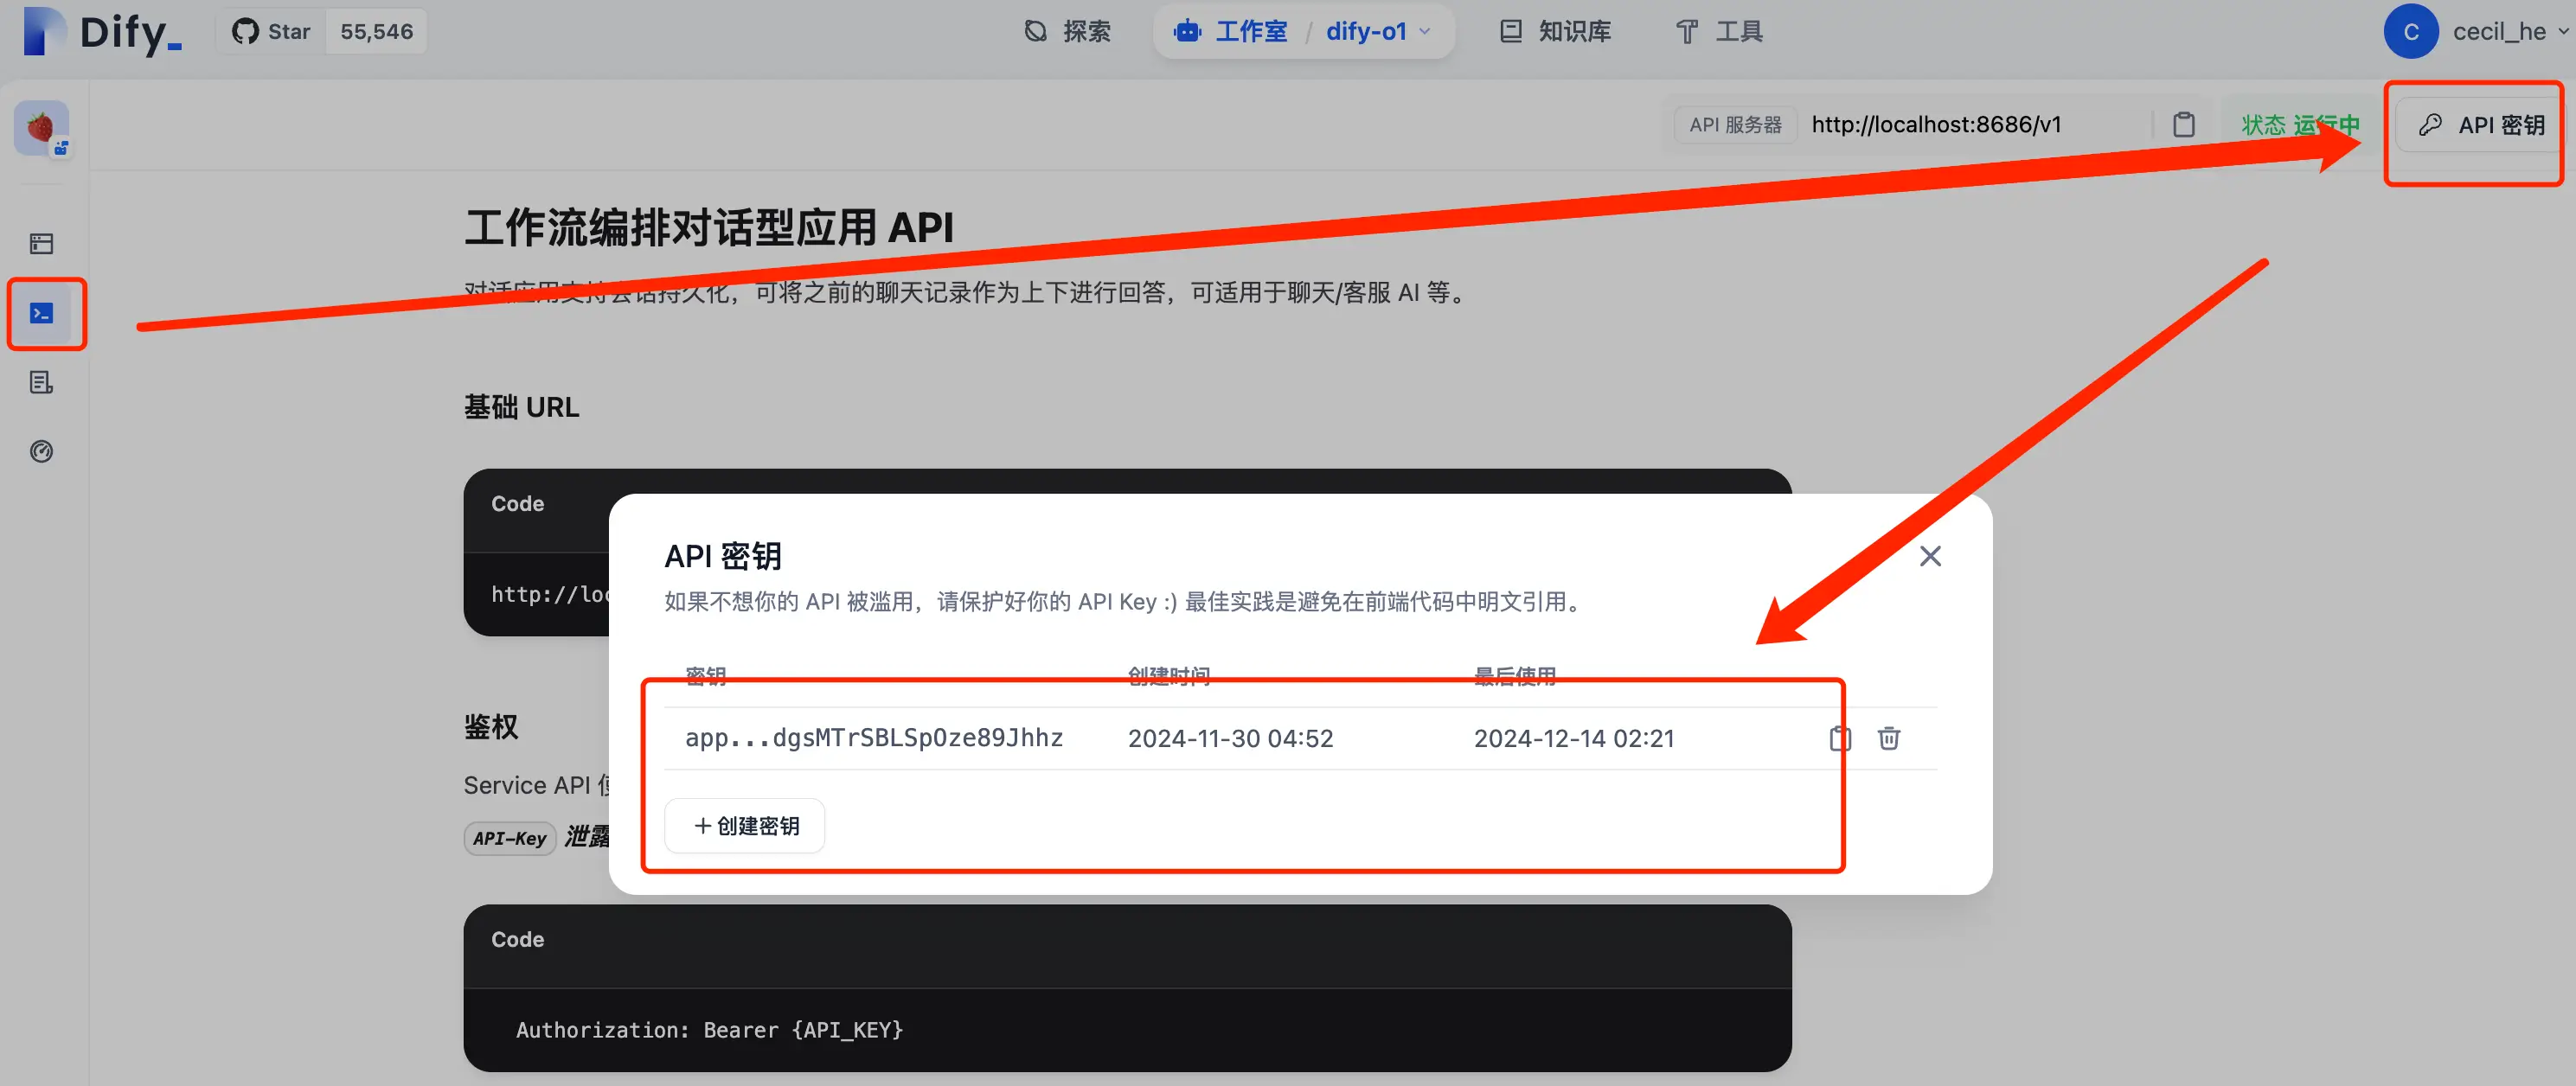 Dify_
Star 55,546
探索
工作室 / dify-o1
知识库
工具
C cecil_he
API 服务器 http://localhost:8686/v1
状态 运行中
API 密钥
工作流编排对话型应用 API
对话应用支持会话持久化，可将之前的聊天记录作为上下进行回答，可适用于聊天/客服 AI 等。
基础 URL
Code
http://loc
API 密钥
如果不想你的 API 被滥用，请保护好你的 API Key :) 最佳实践是避免在前端代码中明文引用。
密钥 创建时间 最后使用
app...dgsMTrSBLSpOze89Jhhz 2024-11-30 04:52 2024-12-14 02:21
+ 创建密钥
鉴权
Service API 使
API-Key 泄露
Code
Authorization: Bearer {API_KEY}